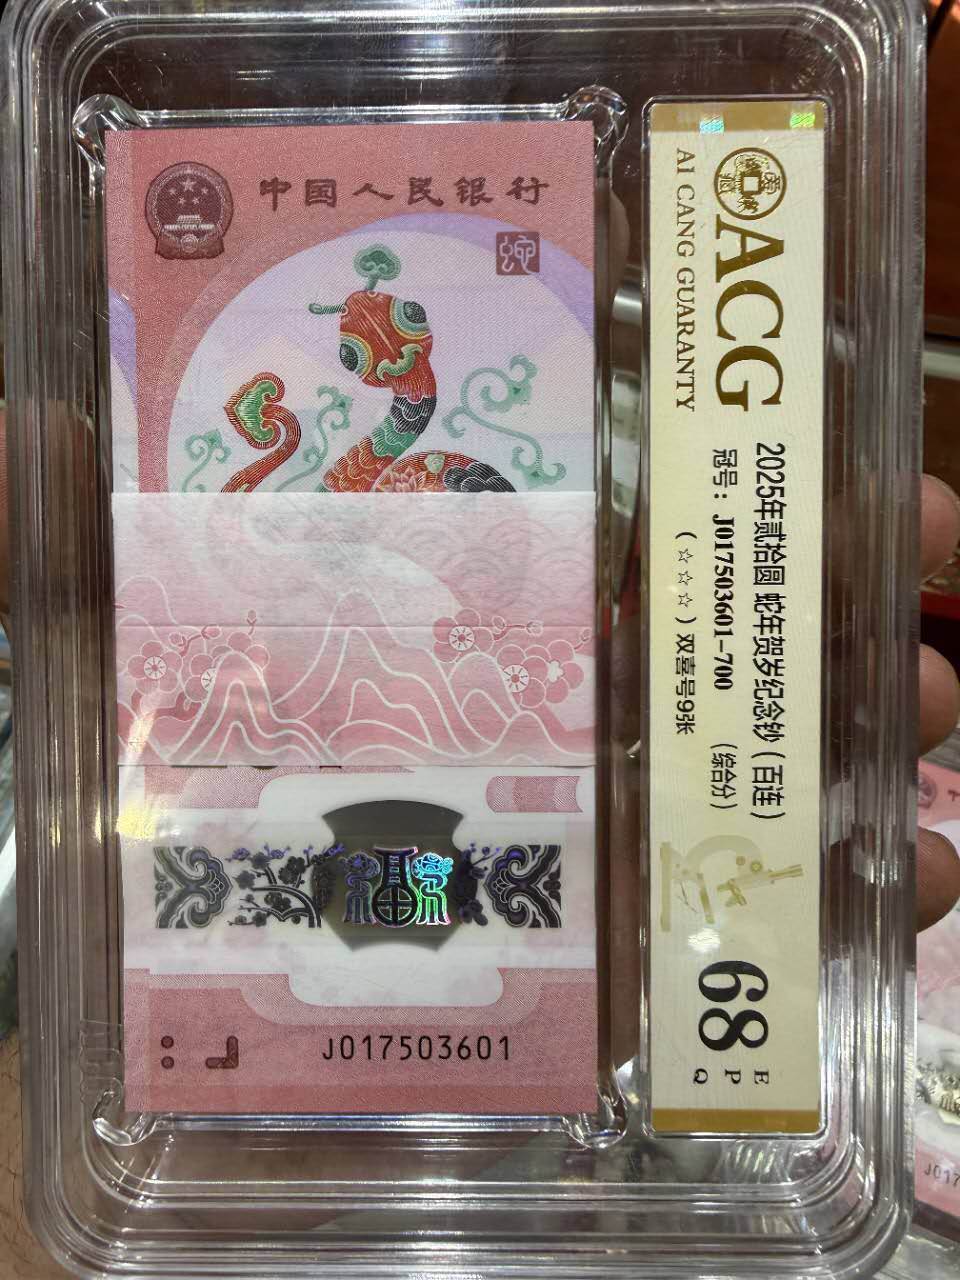 中国人民银行
蛇
福
J017503601
ACG
AI CANG GUARANTY
2025年贰拾圆 蛇年贺岁纪念钞（百连）
冠号：J017503601-700 （综合分）
（☆☆☆）双喜号9张
68
E
P
Q
J017